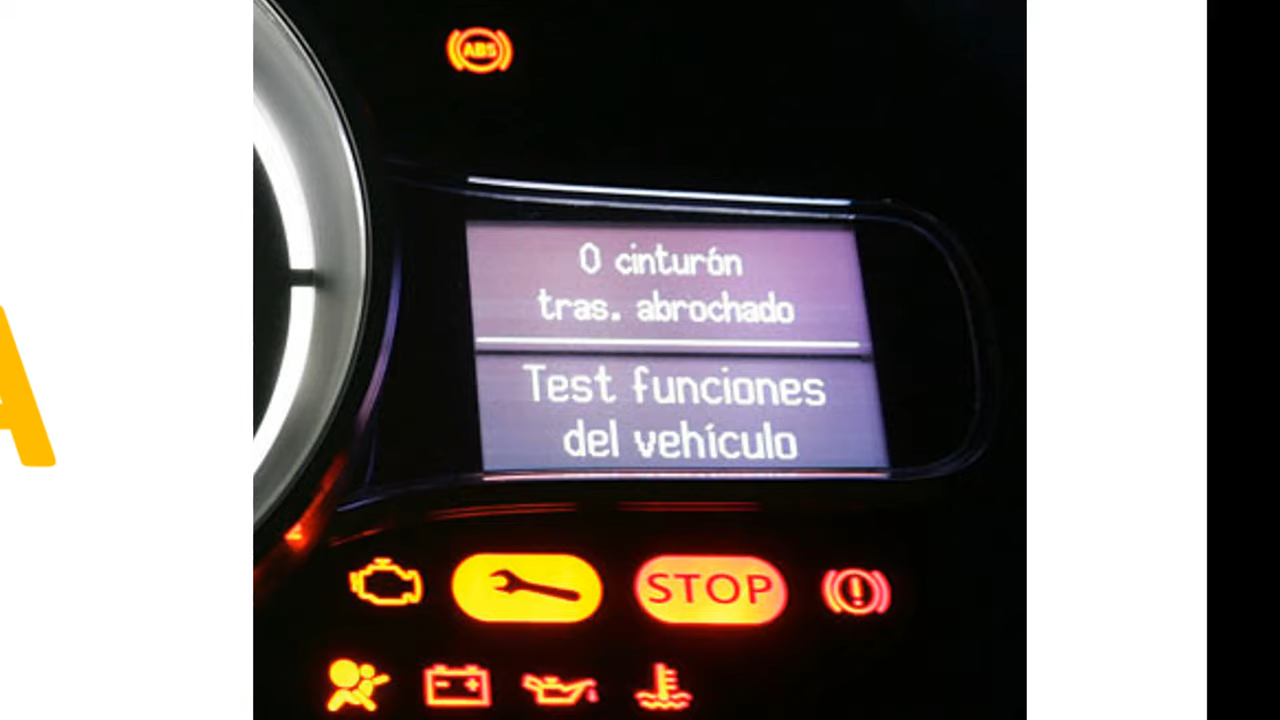 ABS
0 cinturón
tras. abrochado
Test funciones
del vehículo
STOP
A